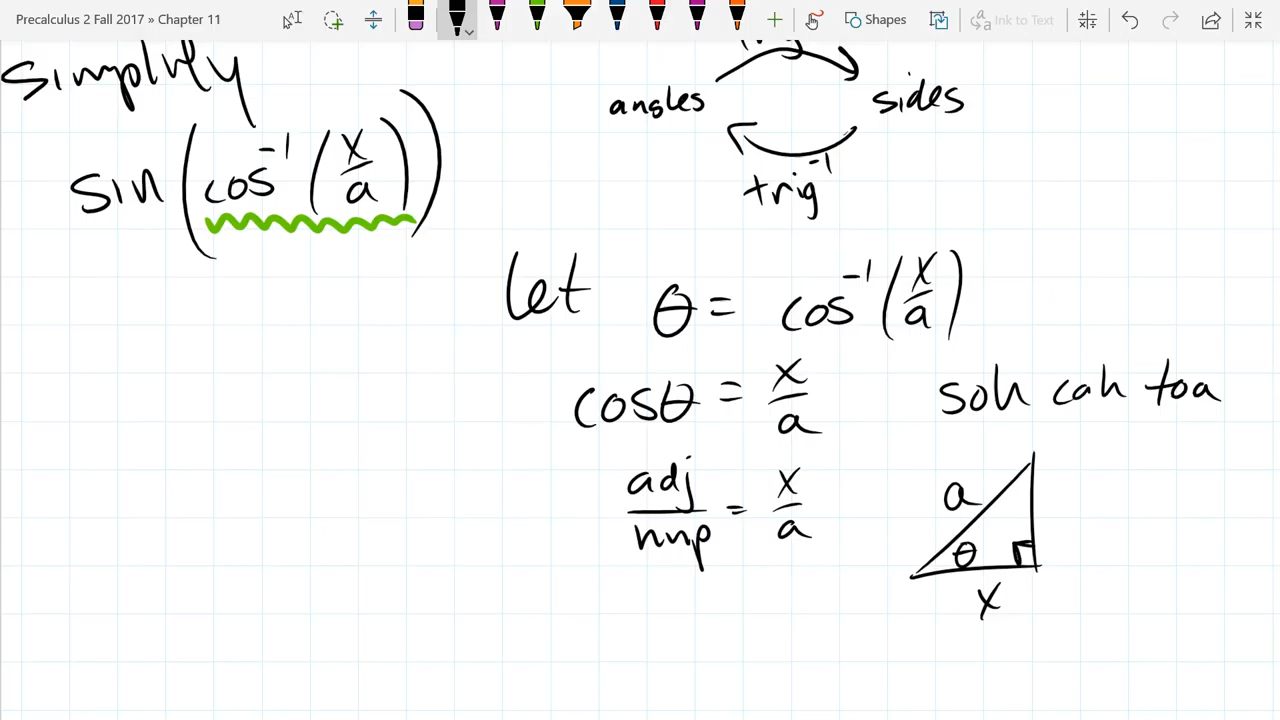 Precalculus 2 Fall 2017 » Chapter 11
Shapes
Ink to Text
Simplify
sin(cos⁻¹(x/a))
angles
sides
trig⁻¹
let θ = cos⁻¹(x/a)
cosθ = x/a
soh cah toa
adj/hyp = x/a
a
θ
x